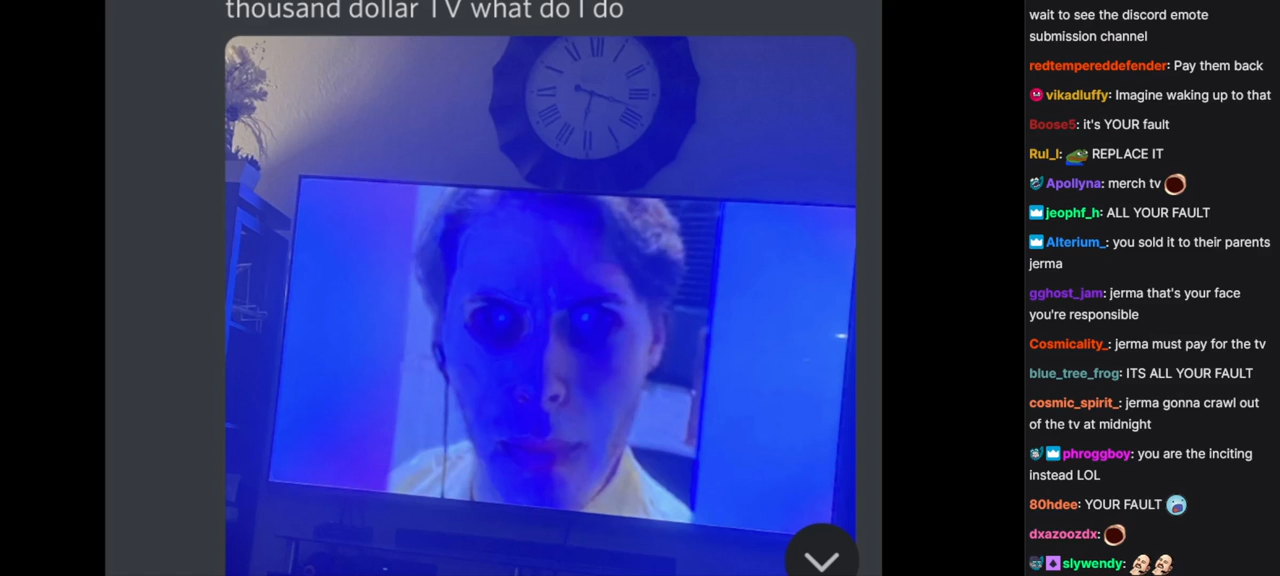 thousand dollar TV what do I do
wait to see the discord emote
submission channel
redtempereddefender: Pay them back
vikadluffy: Imagine waking up to that
Boose5: it's YOUR fault
Rul_l: REPLACE IT
Apollyna: merch tv
jeophf_h: ALL YOUR FAULT
Alterium_: you sold it to their parents
jerma
gghost_jam: jerma that's your face
you're responsible
Cosmicality_: jerma must pay for the tv
blue_tree_frog: ITS ALL YOUR FAULT
cosmic_spirit_: jerma gonna crawl out
of the tv at midnight
phroggboy: you are the inciting
instead LOL
80hdee: YOUR FAULT
dxazoozdx:
slywendy: